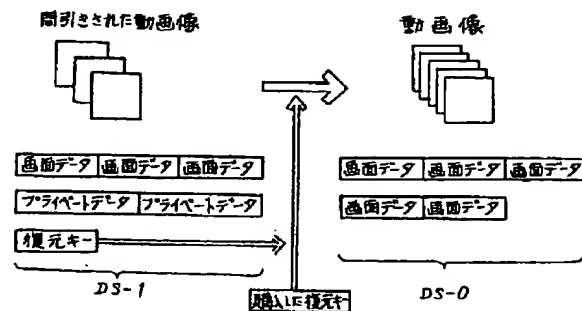 間引きされた動画像
動画像
画面データ 画面データ 画面データ
画面データ 画面データ 画面データ
プライベートデータ プライベートデータ
画面データ 画面データ
復元キー
DS-1
DS-0
購入した復元キー